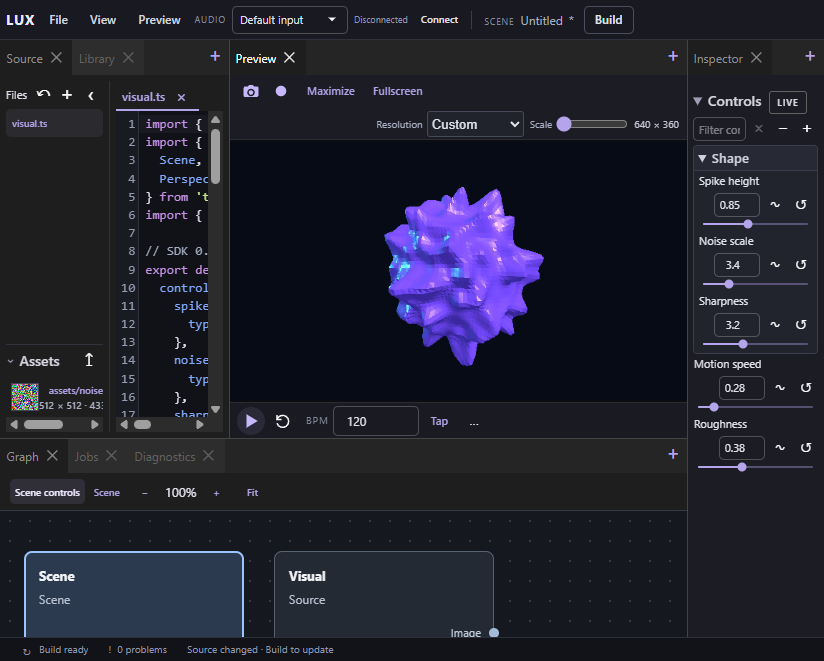 LUX File View Preview AUDIO Default input Disconnected Connect SCENE Untitled * Build
Source Library
Files
visual.ts
Assets
assets/noise
512 × 512 · 433
visual.ts
1 import {
2 import {
3 Scene,
4 Perspec
5 } from 't
6 import {
7
8 // SDK 0.
9 export de
10 control
11 spike
12 typ
13 },
14 noise
15 typ
16 },
17 sharp
Preview
Maximize Fullscreen
Resolution Custom Scale 640 × 360
BPM 120 Tap ...
Inspector
Controls LIVE
Filter cor
Shape
Spike height
0.85
Noise scale
3.4
Sharpness
3.2
Motion speed
0.28
Roughness
0.38
Graph Jobs Diagnostics
Scene controls Scene − 100% + Fit
Scene
Scene
Visual
Source
Image
Build ready ! 0 problems Source changed · Build to update